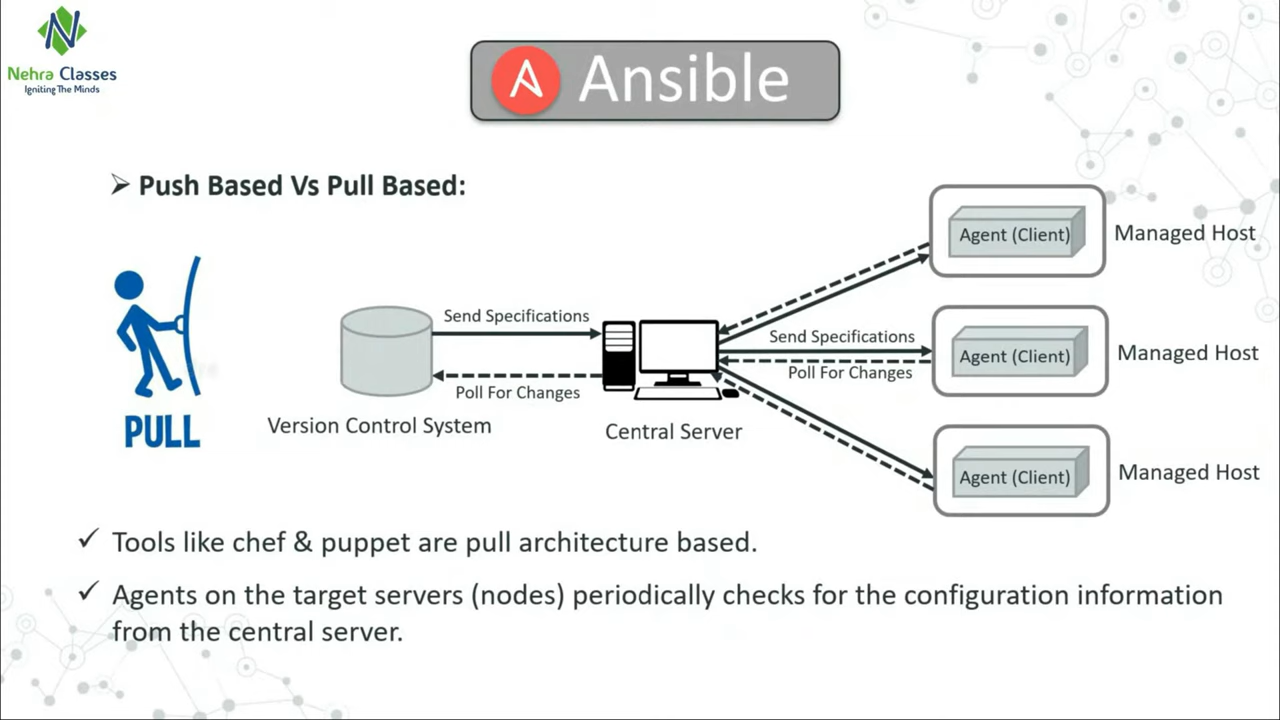 Nehra Classes
Igniting The Minds
Ansible
Push Based Vs Pull Based:
PULL
Version Control System
Send Specifications
Poll For Changes
Central Server
Send Specifications
Poll For Changes
Agent (Client)
Managed Host
Agent (Client)
Managed Host
Agent (Client)
Managed Host
Tools like chef & puppet are pull architecture based.
Agents on the target servers (nodes) periodically checks for the configuration information
from the central server.